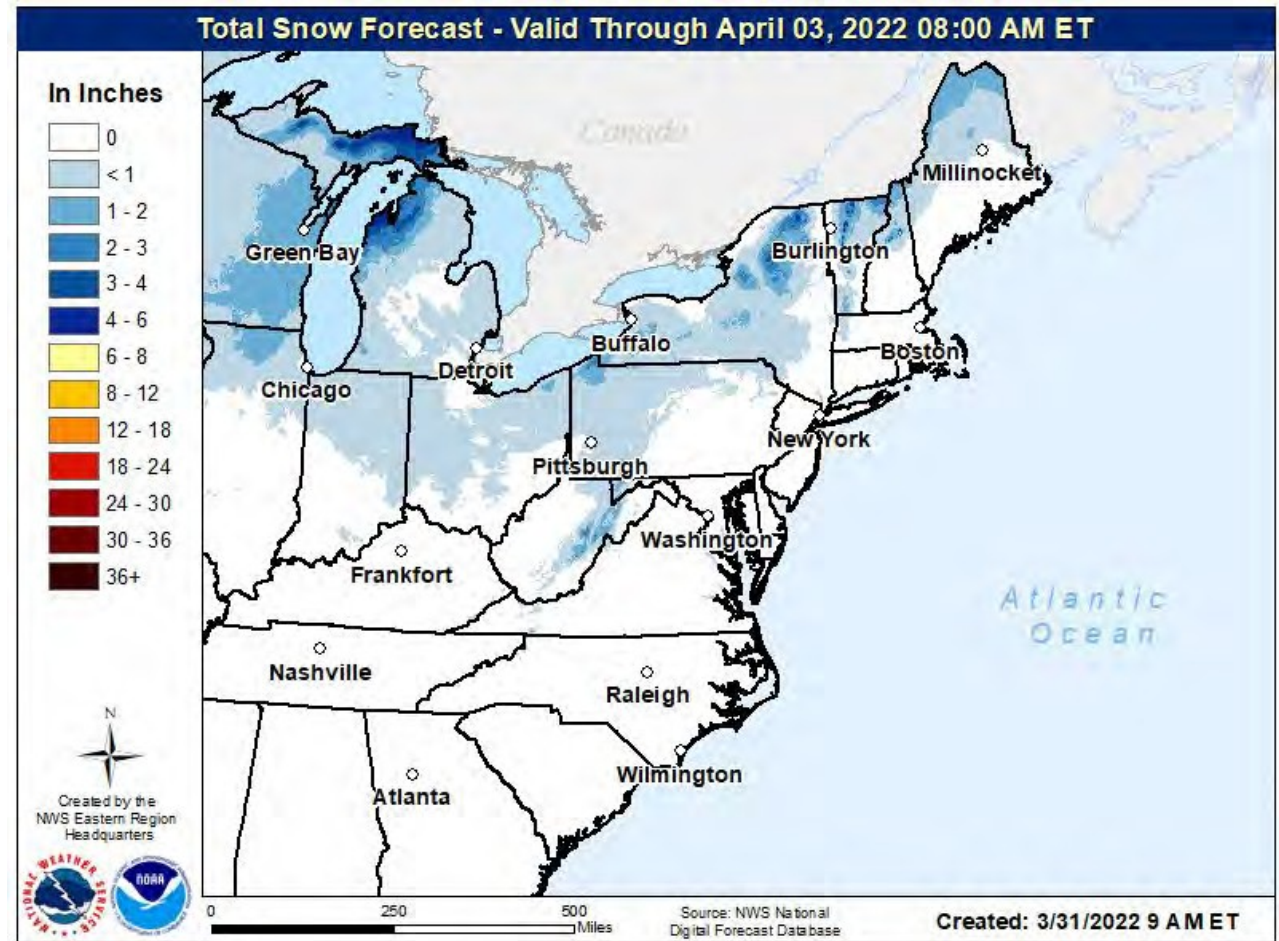 Total Snow Forecast - Valid Through April 03, 2022 08:00 AM ET
In Inches
0
< 1
1 - 2
2 - 3
3 - 4
4 - 6
6 - 8
8 - 12
12 - 18
18 - 24
24 - 30
30 - 36
36+
Canada
Millinocket
Green Bay
Burlington
Buffalo
Boston
Detroit
Chicago
New York
Pittsburgh
Washington
Frankfort
Atlantic
Ocean
Nashville
Raleigh
Wilmington
Atlanta
N
Created by the
NWS Eastern Region
Headquarters
NATIONAL WEATHER SERVICE
NOAA
0 250 500
Miles
Source: NWS National
Digital Forecast Database
Created: 3/31/2022 9 AM ET